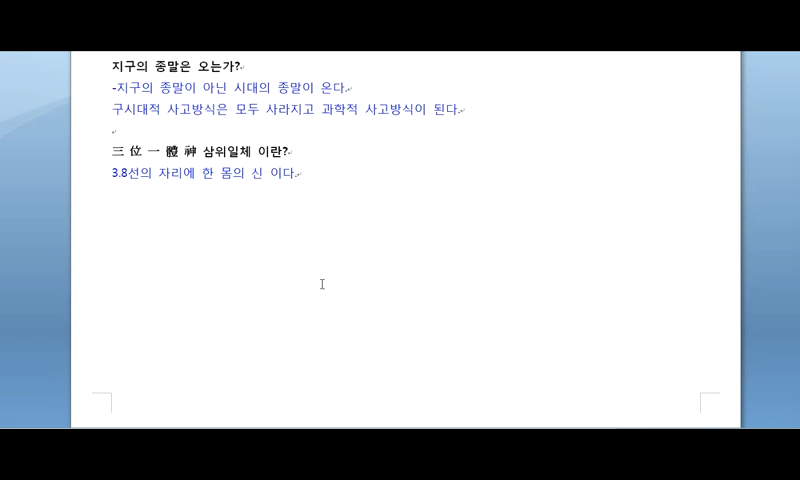 지구의 종말은 오는가?
-지구의 종말이 아닌 시대의 종말이 온다.
구시대적 사고방식은 모두 사라지고 과학적 사고방식이 된다.
三 位 一 體 神 삼위일체 이란?
3.8선의 자리에 한 몸의 신 이다.